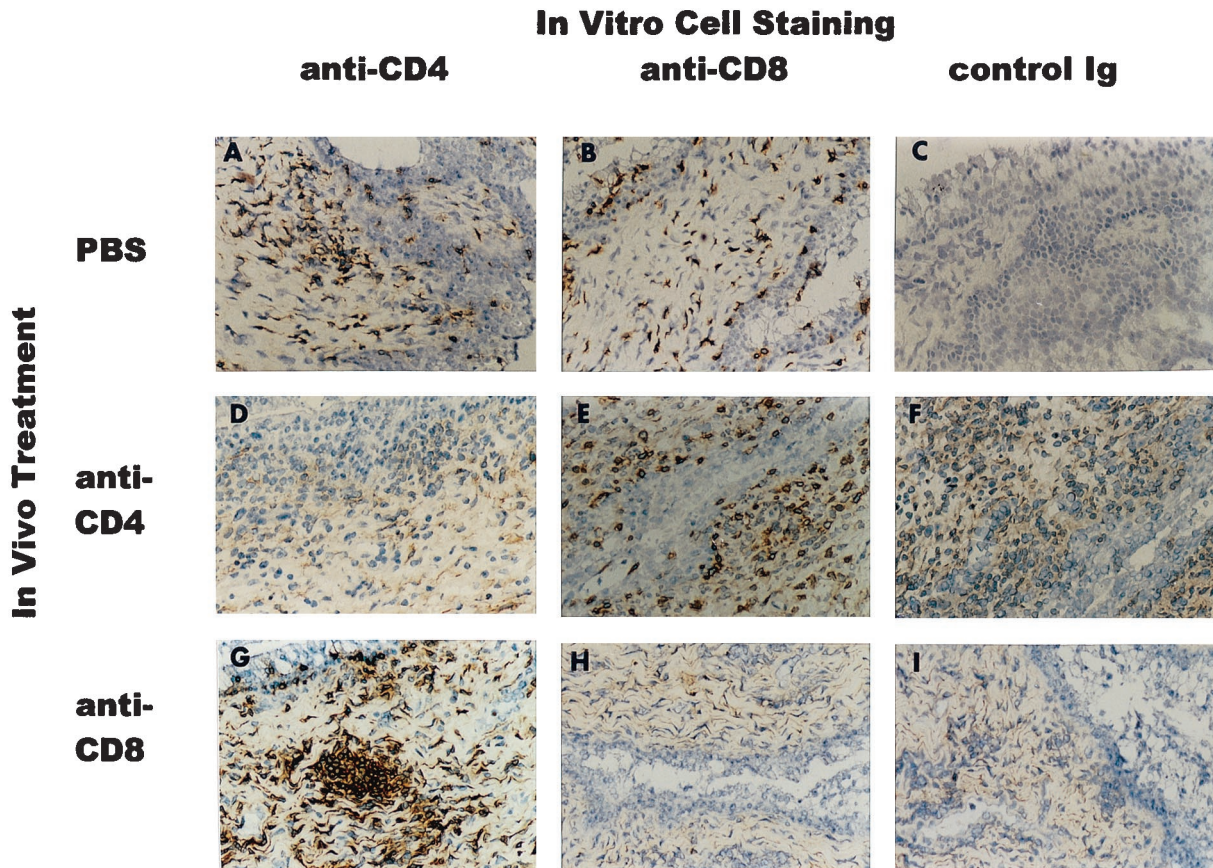 In Vitro Cell Staining
anti-CD4 anti-CD8 control Ig
In Vivo Treatment
PBS
A B C
anti-
CD4
D E F
anti-
CD8
G H I